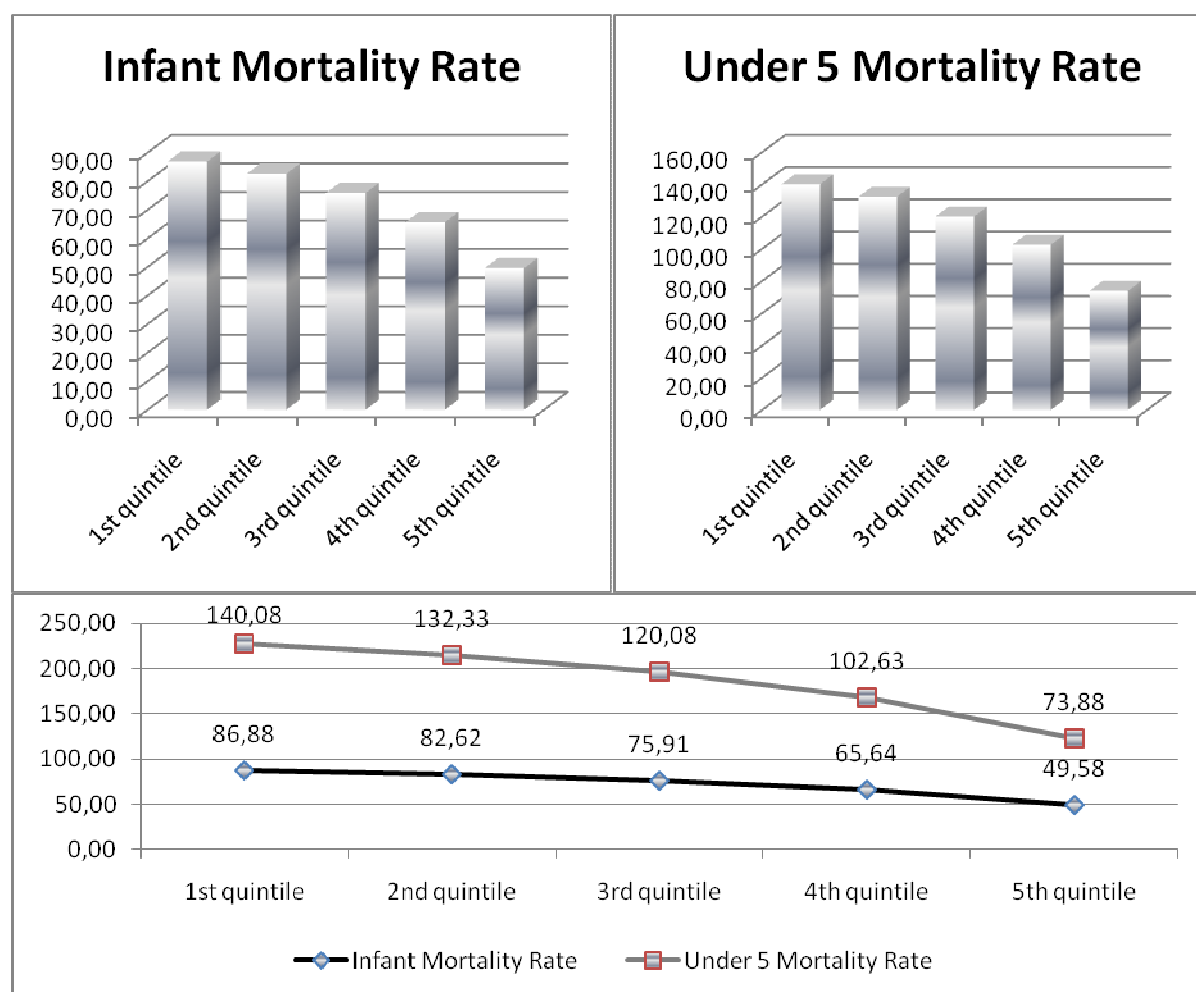 Infant Mortality Rate
90,00
80,00
70,00
60,00
50,00
40,00
30,00
20,00
10,00
0,00
1st quintile
2nd quintile
3rd quintile
4th quintile
5th quintile
Under 5 Mortality Rate
160,00
140,00
120,00
100,00
80,00
60,00
40,00
20,00
0,00
1st quintile
2nd quintile
3rd quintile
4th quintile
5th quintile
250,00
200,00
150,00
100,00
50,00
0,00
140,08
132,33
120,08
102,63
73,88
86,88
82,62
75,91
65,64
49,58
1st quintile
2nd quintile
3rd quintile
4th quintile
5th quintile
Infant Mortality Rate
Under 5 Mortality Rate